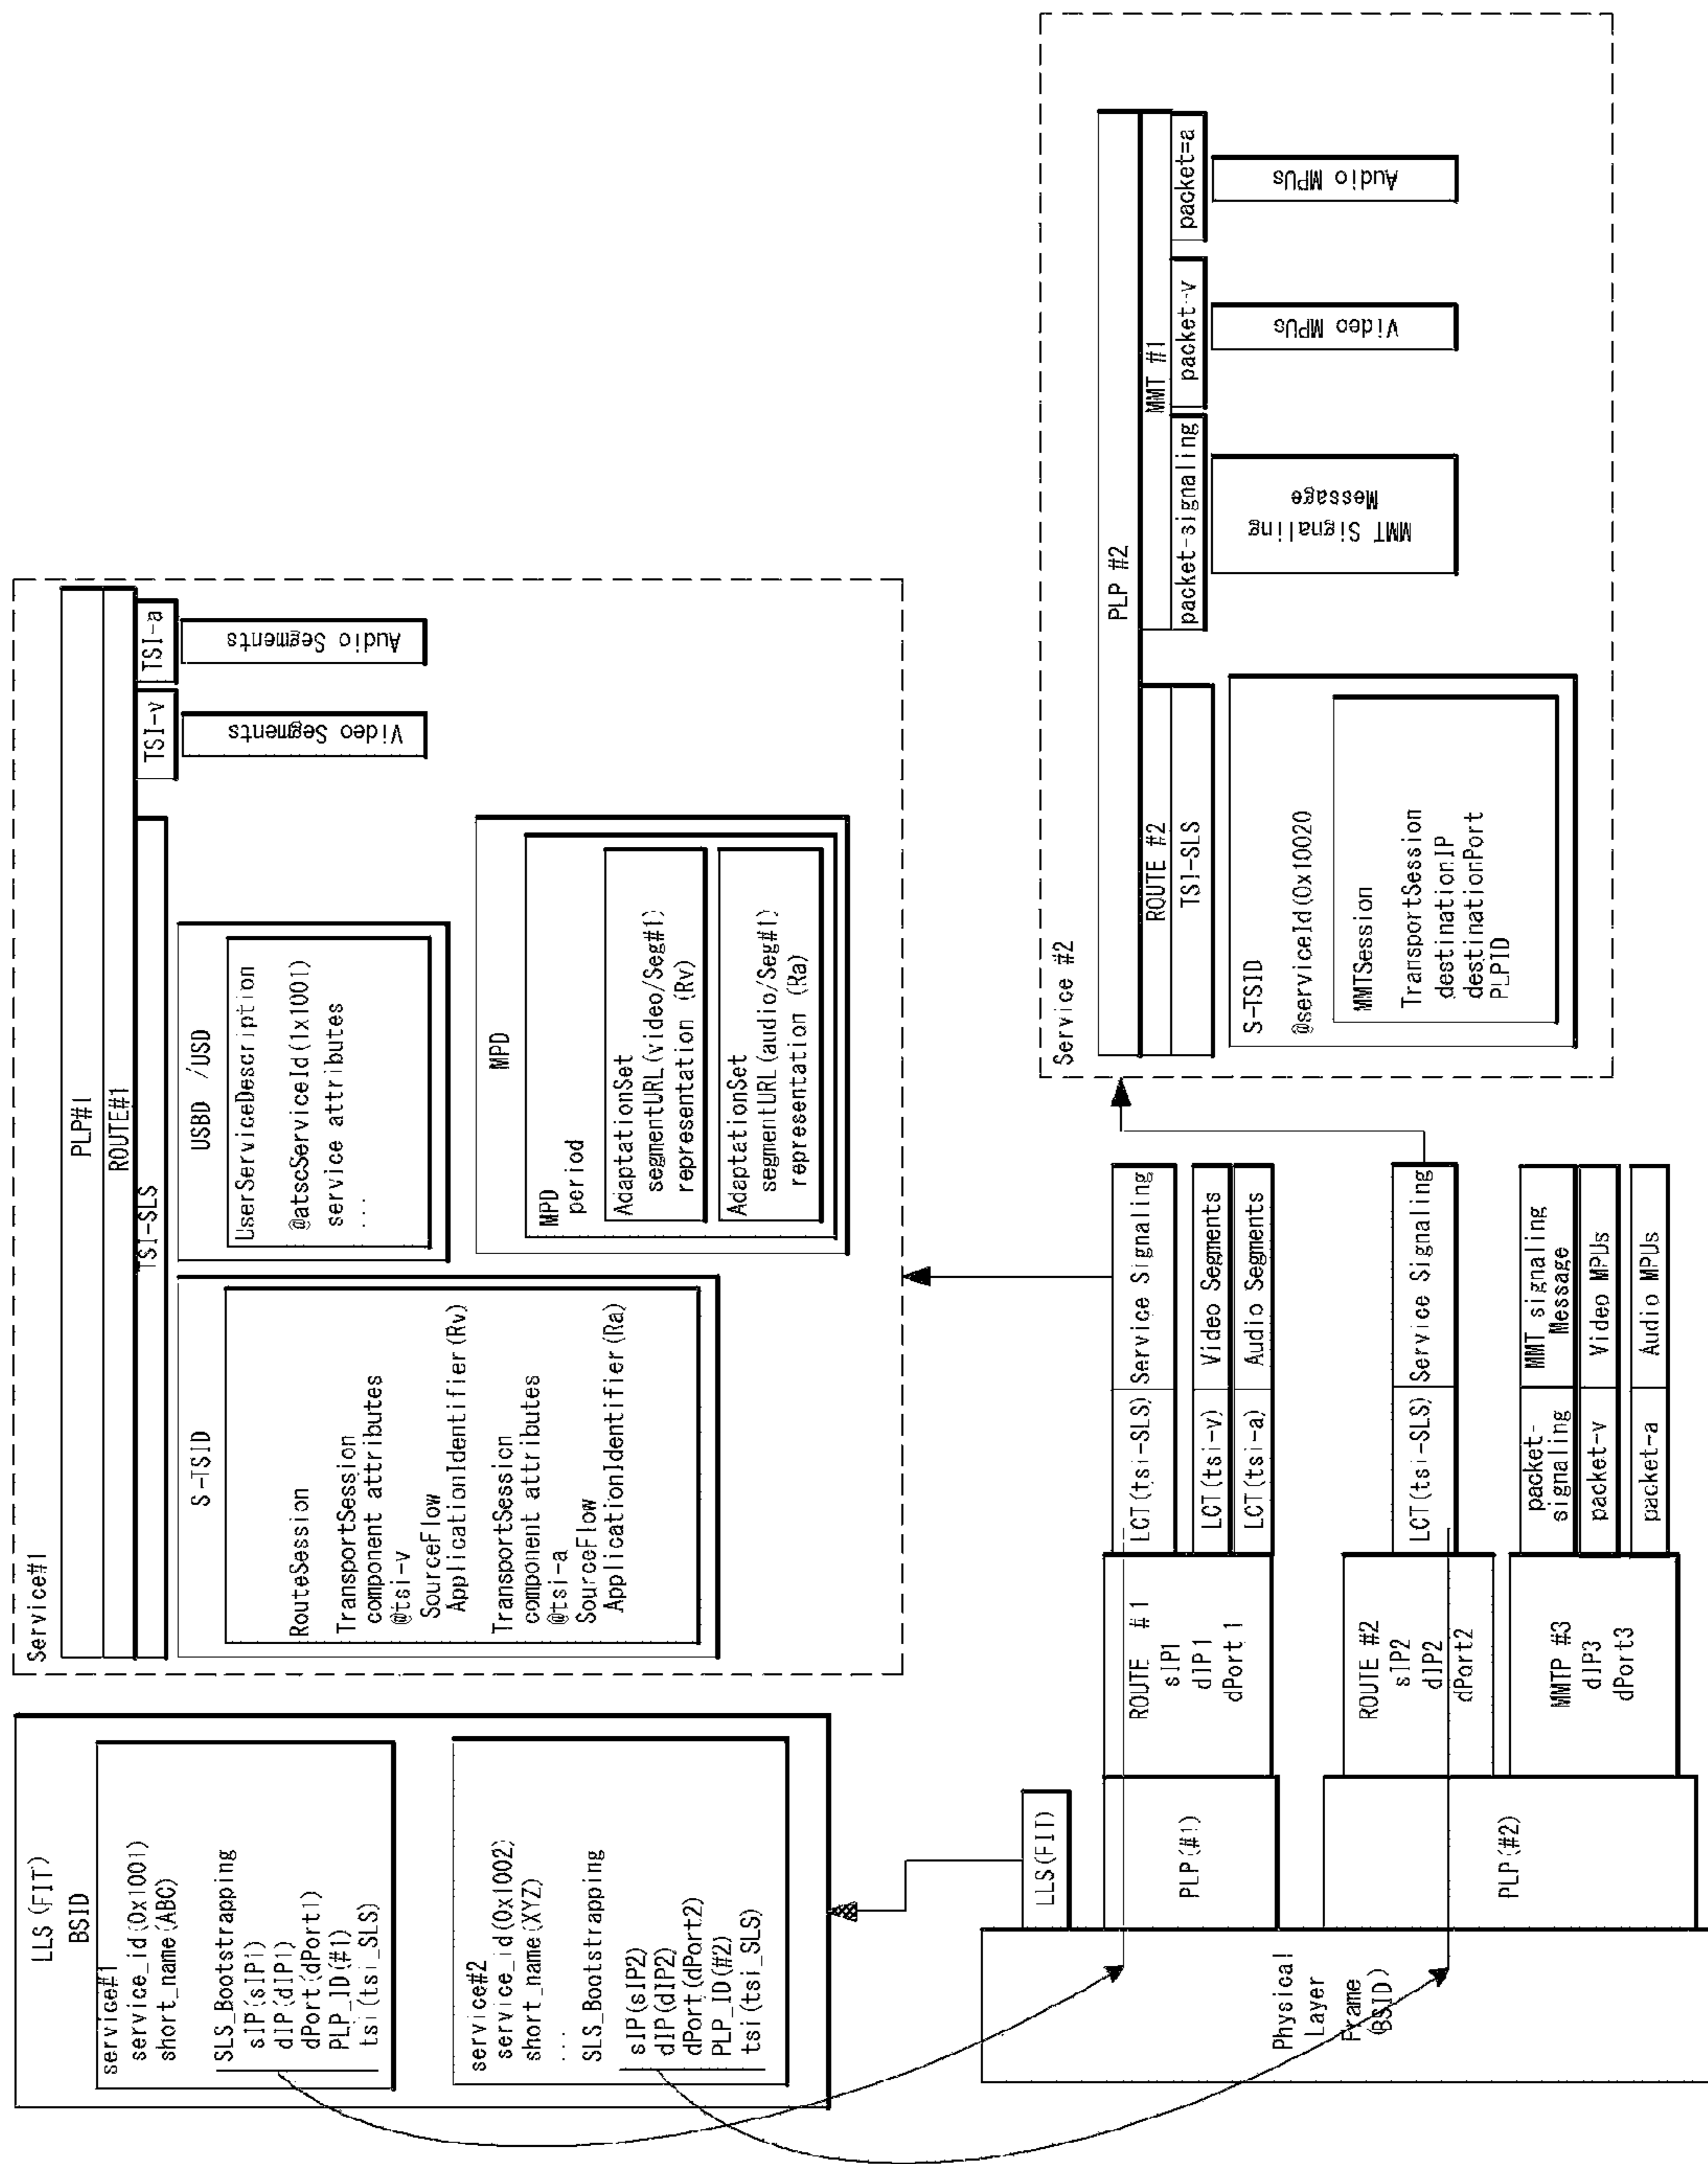 LLS(FIT)
BSID
service#1
service_id(0x1001)
short_name(ABC)
SLS_Bootstrapping
sIP(sIP1)
dIP(dIP1)
dPort(dPort1)
PLP_ID(#1)
tsi(tsi_SLS)
service#2
service_id(0x1002)
short_name(XYZ)
...
SLS_Bootstrapping
sIP(sIP2)
dIP(dIP2)
dPort(dPort2)
PLP_ID(#2)
tsi(tsi_SLS)
Service#1
PLP#1
ROUTE#1
TSI-SLS
TSI-v
TSI-a
S-TSID
RouteSession
TransportSession
component attributes
@tsi-v
SourceFlow
ApplicationIdentifier(Rv)
TransportSession
component attributes
@tsi-a
SourceFlow
ApplicationIdentifier(Ra)
USBD /USD
UserServiceDescription
@atscServiceId(1x1001)
service attributes
...
MPD
MPD
period
AdaptationSet
segmentURL(video/Seg#1)
representation (Rv)
AdaptationSet
segmentURL(audio/Seg#1)
representation (Ra)
Video Segments
Audio Segments
Physical
Layer
Frame
(BSID)
LLS(FIT)
PLP(#1)
ROUTE #1
sIP1
dIP1
dPort1
LCT(tsi-SLS)
Service Signaling
LCT(tsi-v)
Video Segments
LCT(tsi-a)
Audio Segments
PLP(#2)
ROUTE #2
sIP2
dIP2
dPort2
LCT(tsi-SLS)
Service Signaling
MMTP #3
dIP3
dPort3
packet-
signaling
MMT signaling
Message
packet-v
Video MPUs
packet-a
Audio MPUs
Service #2
PLP #2
ROUTE #2
MMT #1
TSI-SLS
packet-signaling
packet-v
packet=a
S-TSID
@serviceId(0x10020
MMTSession
TransportSession
destinationIP
destinationPort
PLPID
MMT Signaling
Message
Video MPUs
Audio MPUs